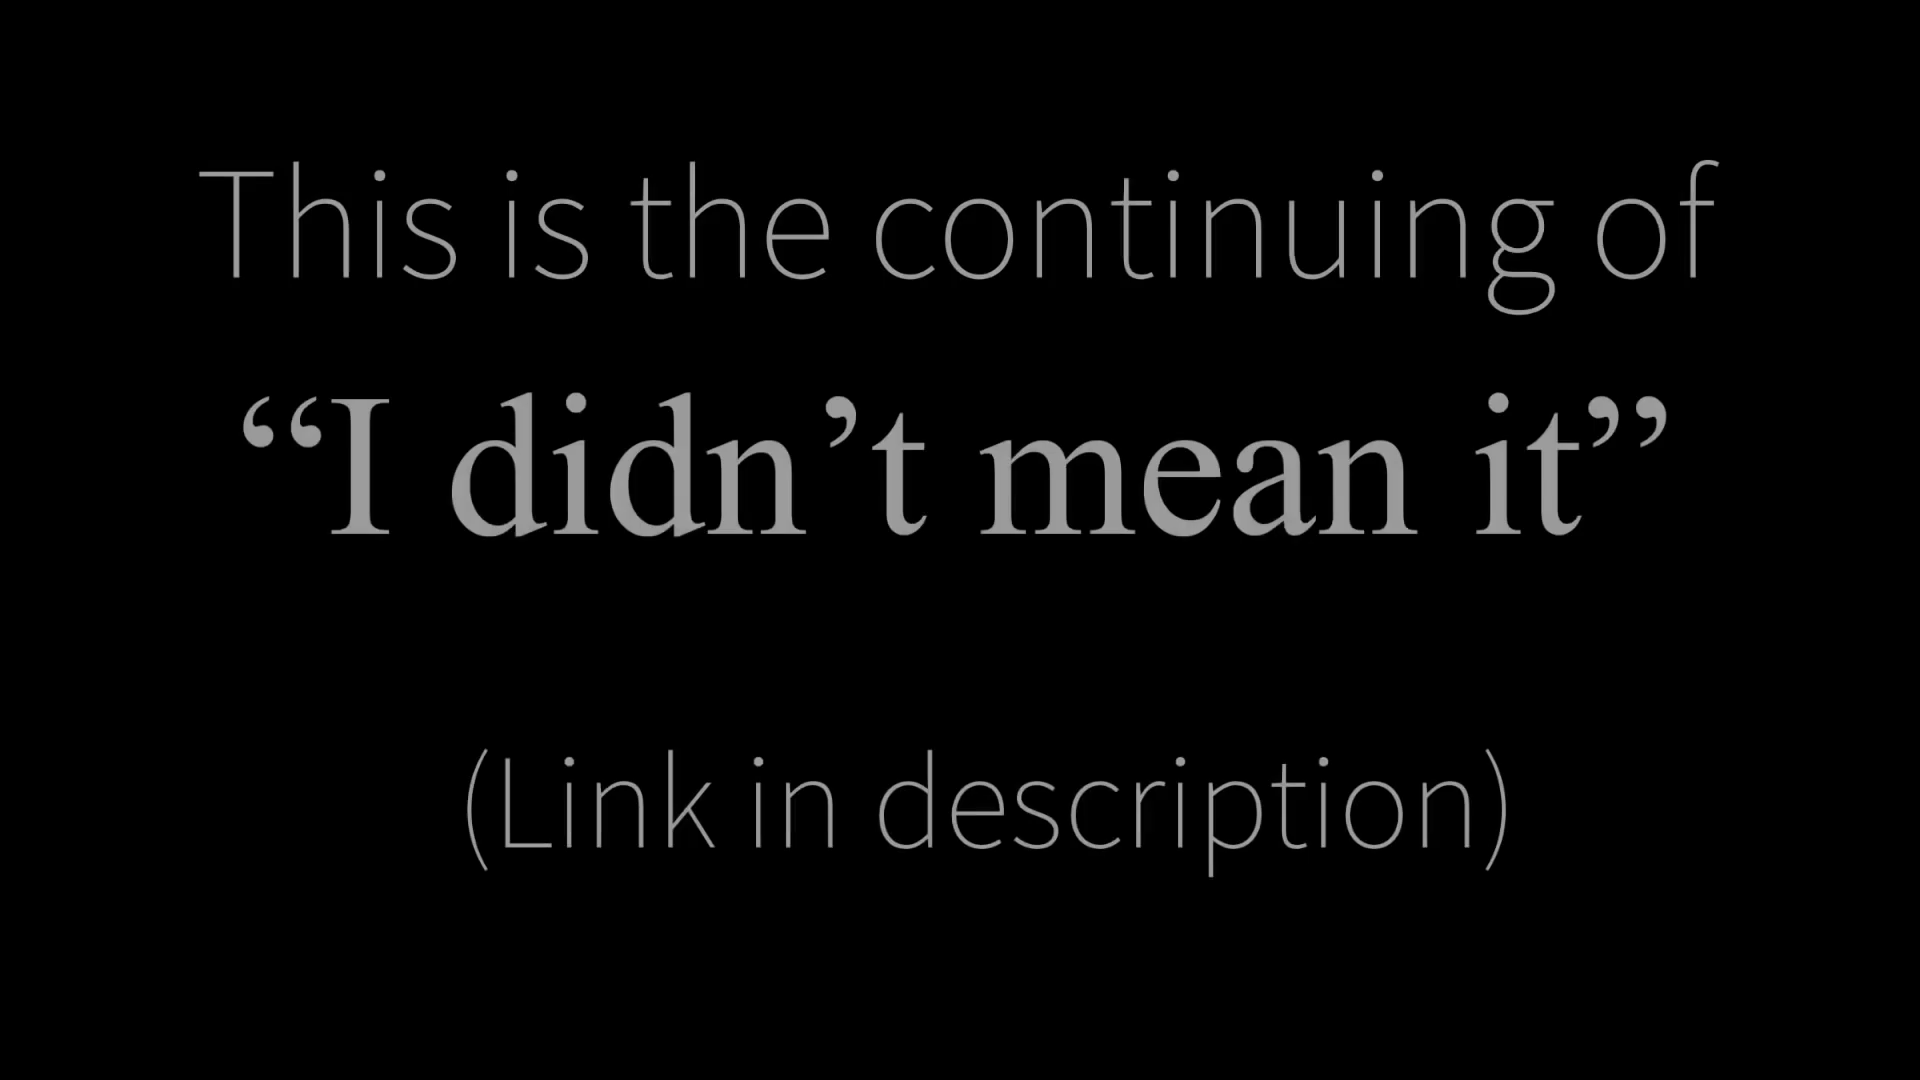 This is the continuing of
“I didn’t mean it”
(Link in description)